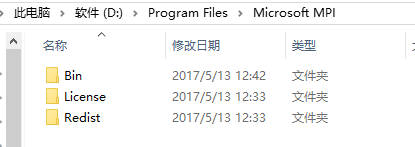 此电脑 > 软件 (D:) > Program Files > Microsoft MPI
名称 修改日期 类型
Bin 2017/5/13 12:42 文件夹
License 2017/5/13 12:33 文件夹
Redist 2017/5/13 12:33 文件夹